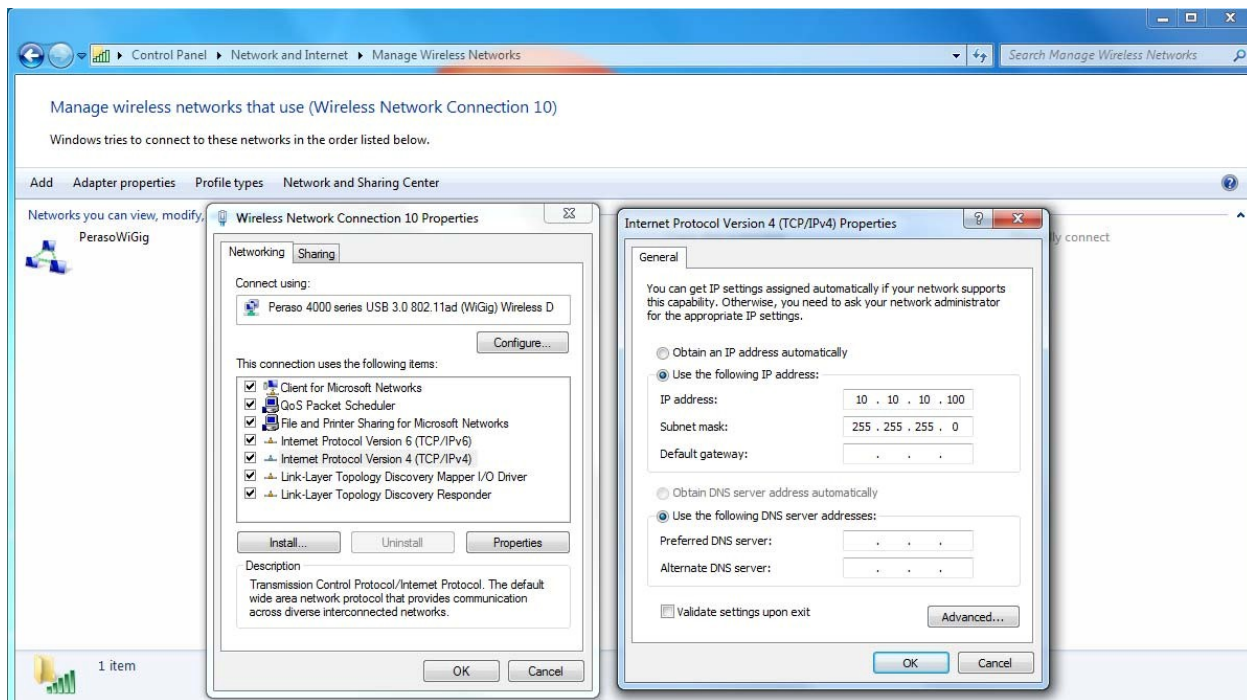 Control Panel ▸ Network and Internet ▸ Manage Wireless Networks
Search Manage Wireless Networks
Manage wireless networks that use (Wireless Network Connection 10)
Windows tries to connect to these networks in the order listed below.
Add Adapter properties Profile types Network and Sharing Center
Networks you can view, modify,
PerasoWiGig
lly connect
1 item
Wireless Network Connection 10 Properties
Networking Sharing
Connect using:
Peraso 4000 series USB 3.0 802.11ad (WiGig) Wireless D
Configure...
This connection uses the following items:
Client for Microsoft Networks
QoS Packet Scheduler
File and Printer Sharing for Microsoft Networks
Internet Protocol Version 6 (TCP/IPv6)
Internet Protocol Version 4 (TCP/IPv4)
Link-Layer Topology Discovery Mapper I/O Driver
Link-Layer Topology Discovery Responder
Install... Uninstall Properties
Description
Transmission Control Protocol/Internet Protocol. The default
wide area network protocol that provides communication
across diverse interconnected networks.
OK Cancel
Internet Protocol Version 4 (TCP/IPv4) Properties
General
You can get IP settings assigned automatically if your network supports
this capability. Otherwise, you need to ask your network administrator
for the appropriate IP settings.
Obtain an IP address automatically
Use the following IP address:
IP address: 10 . 10 . 10 . 100
Subnet mask: 255 . 255 . 255 . 0
Default gateway: . . .
Obtain DNS server address automatically
Use the following DNS server addresses:
Preferred DNS server: . . .
Alternate DNS server: . . .
Validate settings upon exit
Advanced...
OK Cancel